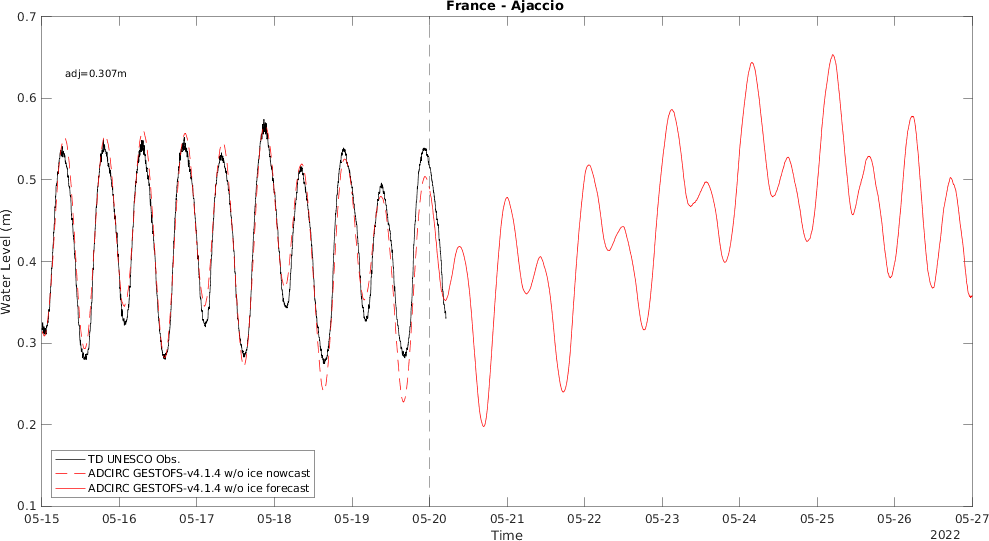 France - Ajaccio
0.7
0.6
0.5
0.4
0.3
0.2
0.1
Water Level (m)
adj=0.307m
TD UNESCO Obs.
ADCIRC GESTOFS-v4.1.4 w/o ice nowcast
ADCIRC GESTOFS-v4.1.4 w/o ice forecast
05-15 05-16 05-17 05-18 05-19 05-20 05-21 05-22 05-23 05-24 05-25 05-26 05-27
Time
2022